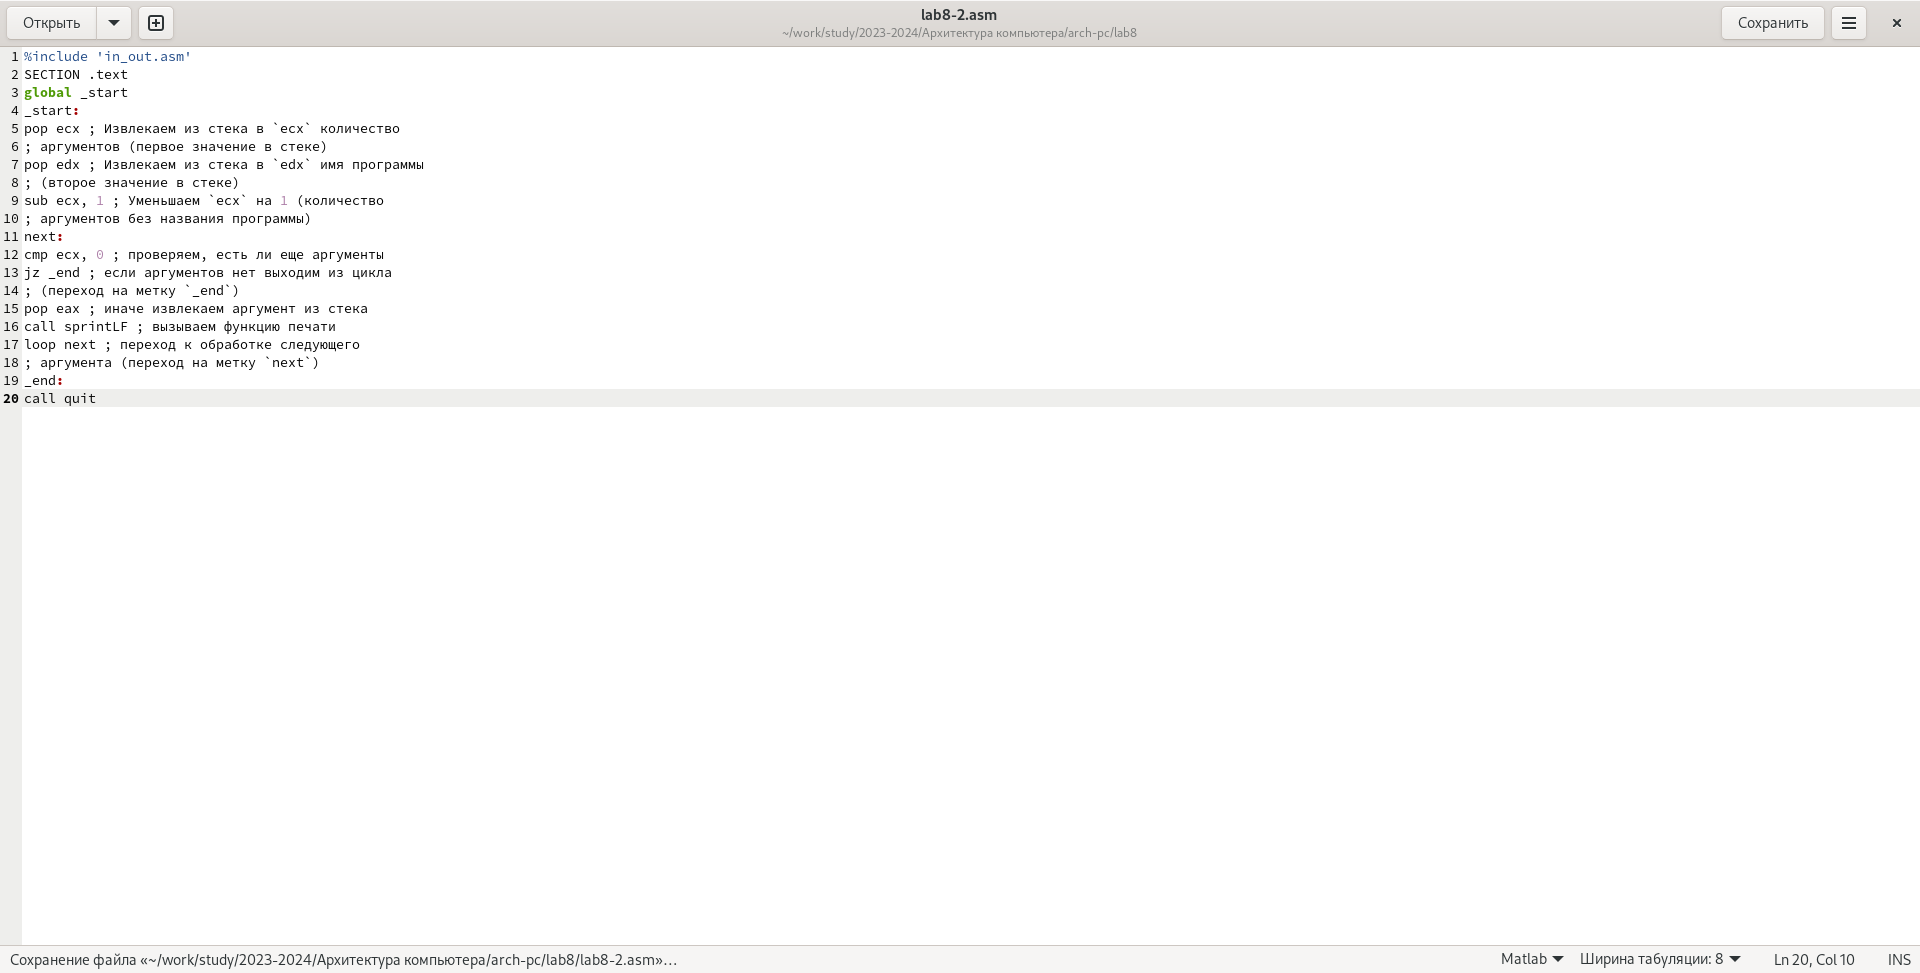 Открыть
lab8-2.asm
~/work/study/2023-2024/Архитектура компьютера/arch-pc/lab8
Сохранить
1 %include 'in_out.asm'
2 SECTION .text
3 global _start
4 _start:
5 pop ecx ; Извлекаем из стека в `ecx` количество
6 ; аргументов (первое значение в стеке)
7 pop edx ; Извлекаем из стека в `edx` имя программы
8 ; (второе значение в стеке)
9 sub ecx, 1 ; Уменьшаем `ecx` на 1 (количество
10 ; аргументов без названия программы)
11 next:
12 cmp ecx, 0 ; проверяем, есть ли еще аргументы
13 jz _end ; если аргументов нет выходим из цикла
14 ; (переход на метку `_end`)
15 pop eax ; иначе извлекаем аргумент из стека
16 call sprintLF ; вызываем функцию печати
17 loop next ; переход к обработке следующего
18 ; аргумента (переход на метку `next`)
19 _end:
20 call quit
Сохранение файла «~/work/study/2023-2024/Архитектура компьютера/arch-pc/lab8/lab8-2.asm»…
Matlab
Ширина табуляции: 8
Ln 20, Col 10
INS